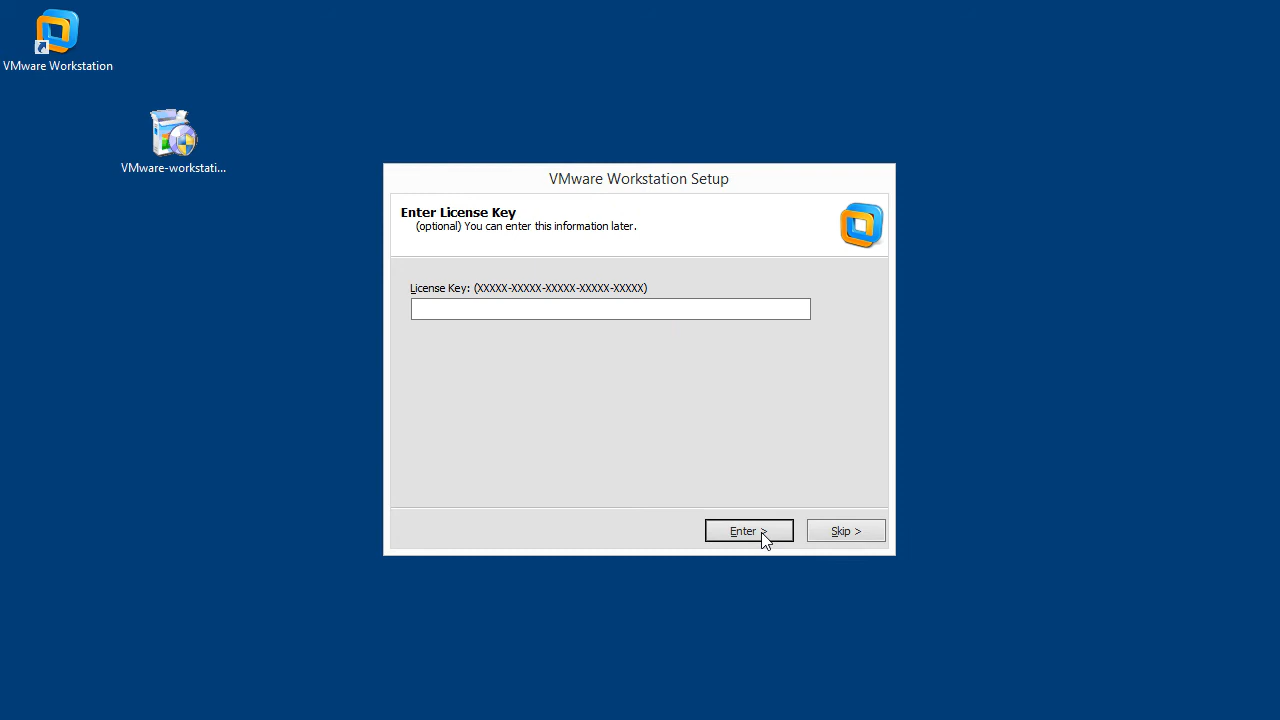 VMware Workstation
VMware-workstati...
VMware Workstation Setup
Enter License Key
(optional) You can enter this information later.
License Key: (XXXXX-XXXXX-XXXXX-XXXXX-XXXXX)
Enter >
Skip >